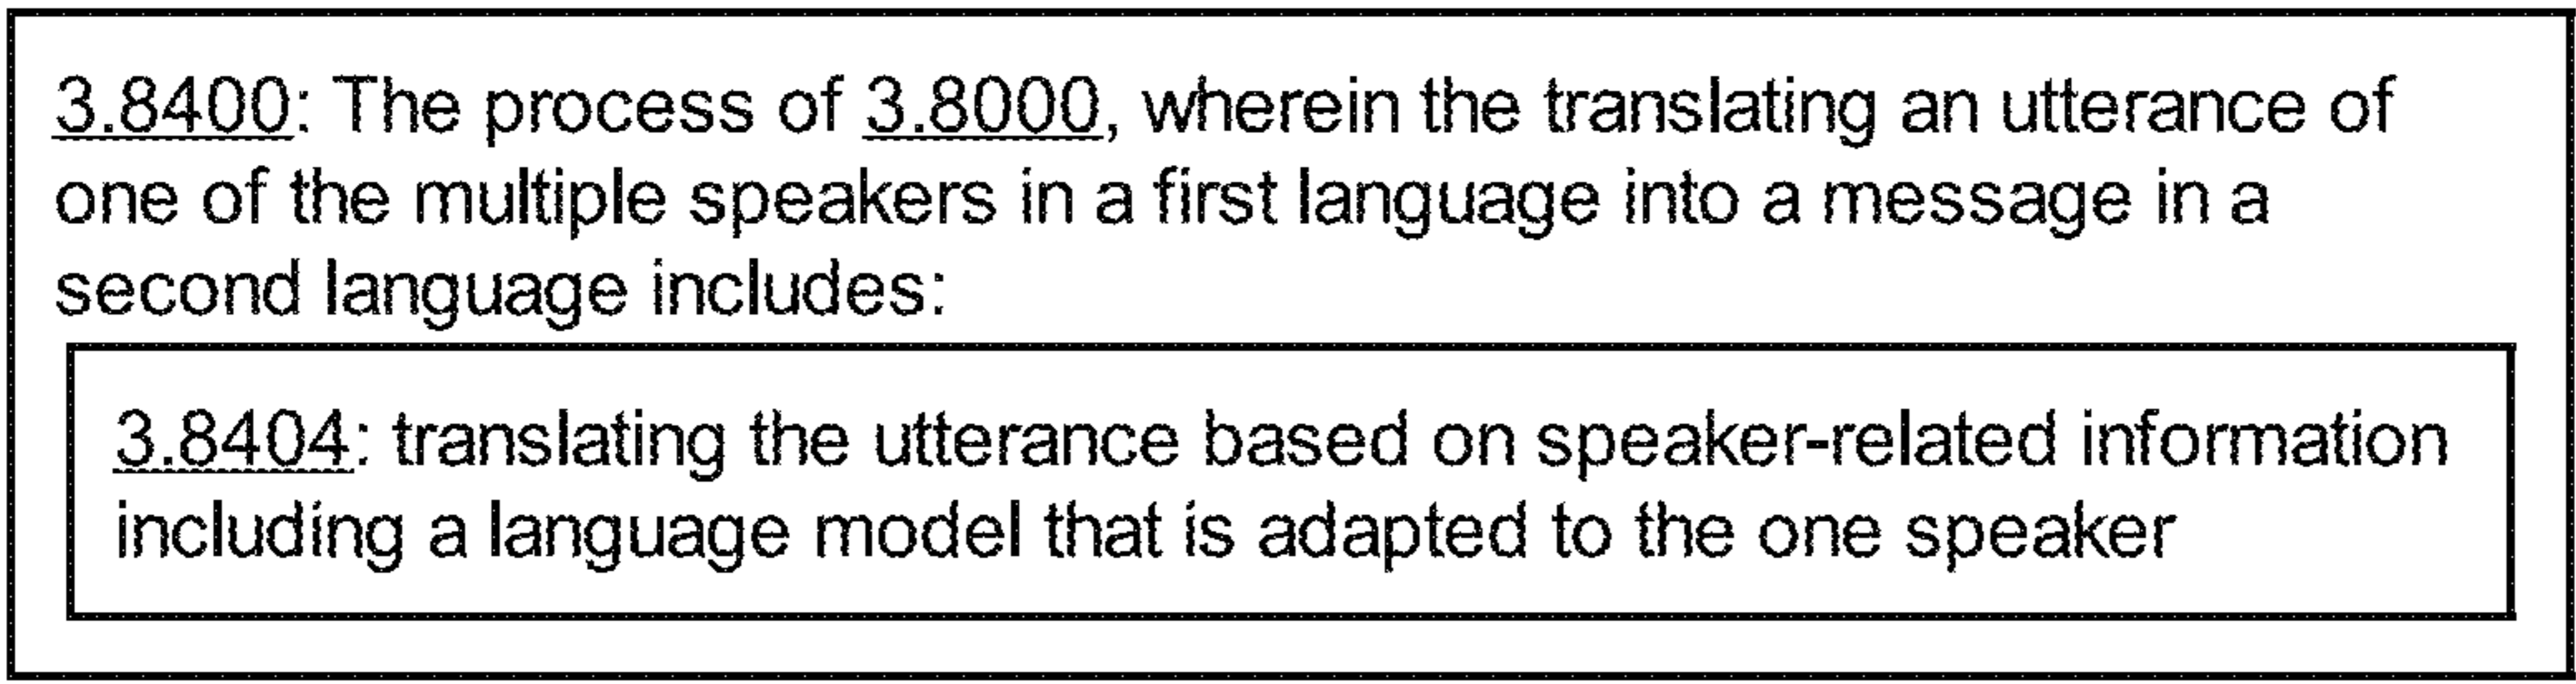 3.8400: The process of 3.8000, wherein the translating an utterance of
one of the multiple speakers in a first language into a message in a
second language includes:
3.8404: translating the utterance based on speaker-related information
including a language model that is adapted to the one speaker